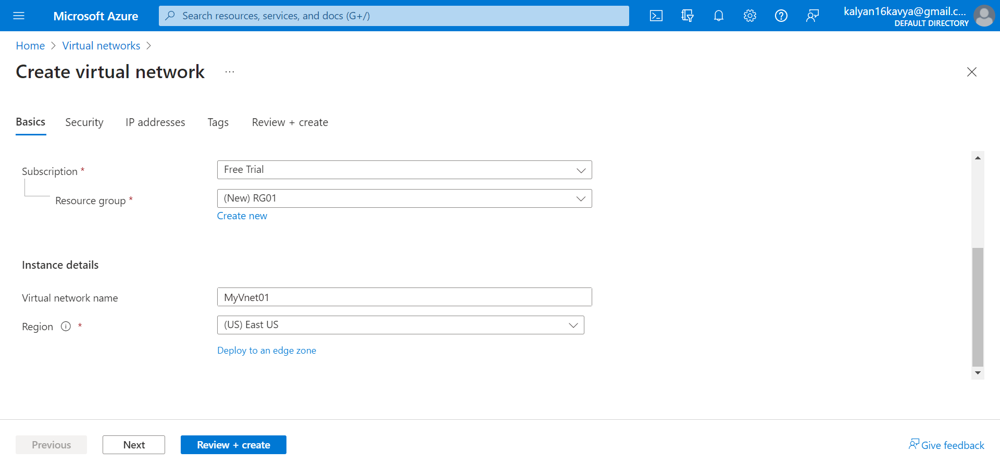 Microsoft Azure
Search resources, services, and docs (G+/)
kalyan16kavya@gmail.c...
DEFAULT DIRECTORY
Home > Virtual networks >
Create virtual network ...
Basics Security IP addresses Tags Review + create
Subscription *
Free Trial
Resource group *
(New) RG01
Create new
Instance details
Virtual network name
MyVnet01
Region *
(US) East US
Deploy to an edge zone
Previous Next Review + create
Give feedback